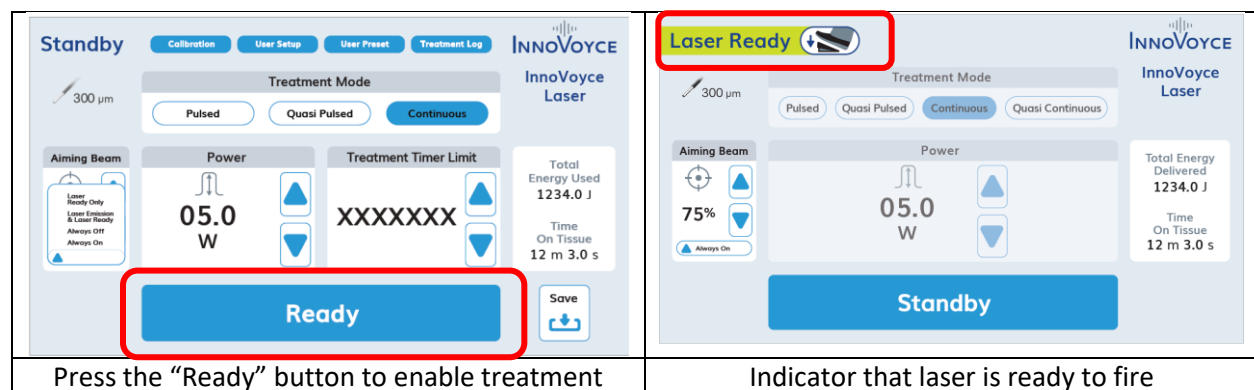 Standby
Calibration
User Setup
User Preset
Treatment Log
INNOVOYCE
300 µm
Treatment Mode
Pulsed
Quasi Pulsed
Continuous
InnoVoyce
Laser
Aiming Beam
Laser
Ready Only
Laser Emission
& Laser Ready
Always Off
Always On
Power
05.0
W
Treatment Timer Limit
XXXXXXX
Total
Energy Used
1234.0 J
Time
On Tissue
12 m 3.0 s
Ready
Save
Press the “Ready” button to enable treatment
Laser Ready
INNOVOYCE
300 µm
Treatment Mode
Pulsed
Quasi Pulsed
Continuous
Quasi Continuous
InnoVoyce
Laser
Aiming Beam
75%
Always On
Power
05.0
W
Total Energy
Delivered
1234.0 J
Time
On Tissue
12 m 3.0 s
Standby
Indicator that laser is ready to fire